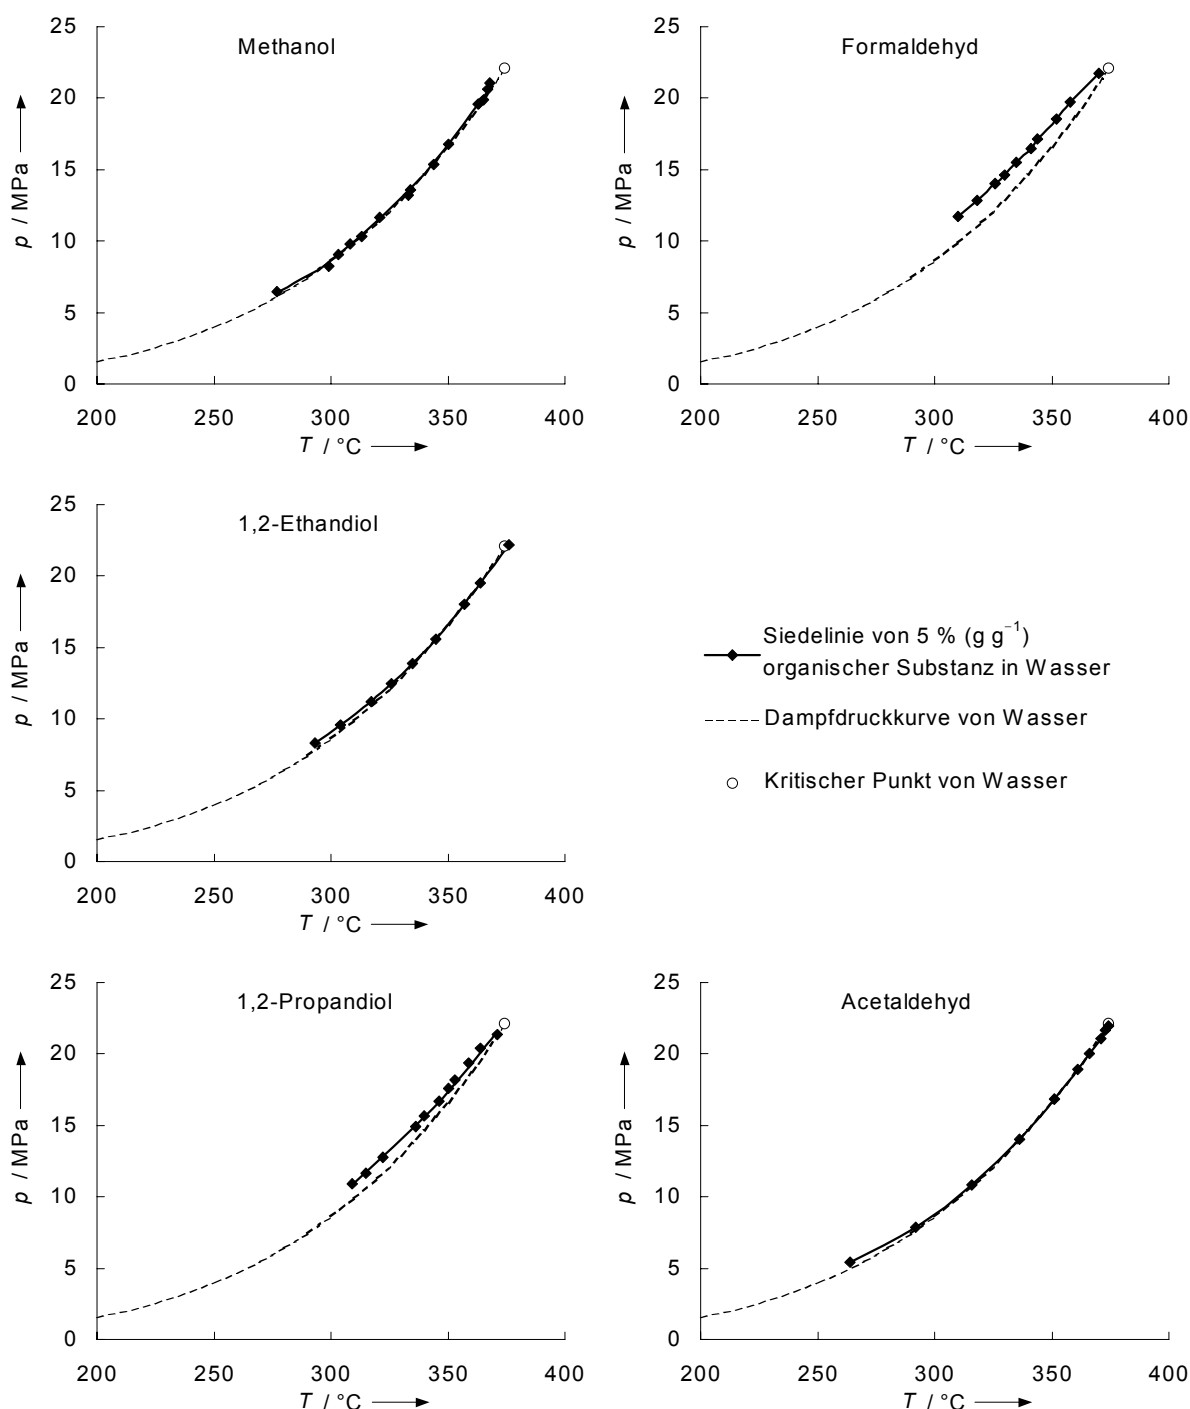 Methanol
25
20
15
10
5
0
p / MPa
200 250 300 350 400
T / °C
Formaldehyd
25
20
15
10
5
0
p / MPa
200 250 300 350 400
T / °C
1,2-Ethandiol
25
20
15
10
5
0
p / MPa
200 250 300 350 400
T / °C
Siedelinie von 5 % (g g⁻¹)
organischer Substanz in Wasser
Dampfdruckkurve von Wasser
Kritischer Punkt von Wasser
1,2-Propandiol
25
20
15
10
5
0
p / MPa
200 250 300 350 400
T / °C
Acetaldehyd
25
20
15
10
5
0
p / MPa
200 250 300 350 400
T / °C